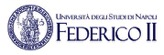 UNIVERSITÀ DEGLI STUDI DI NAPOLI
FEDERICO II